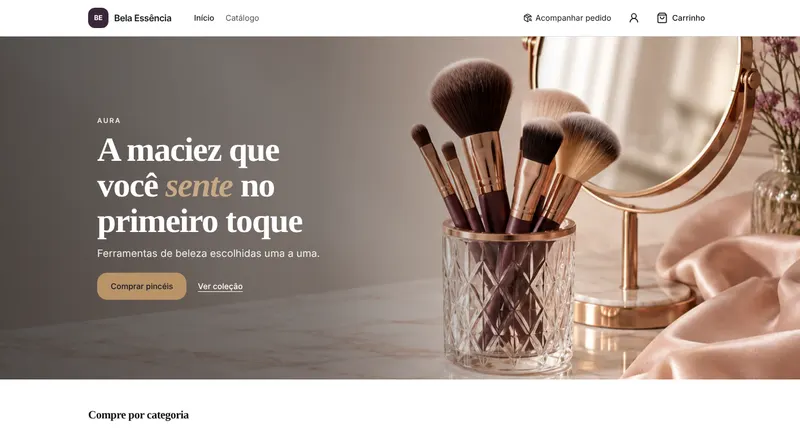 BE
Bela Essência
Início
Catálogo
Acompanhar pedido
Carrinho
AURA
A maciez que
você sente no
primeiro toque
Ferramentas de beleza escolhidas uma a uma.
Comprar pincéis
Ver coleção
Compre por categoria